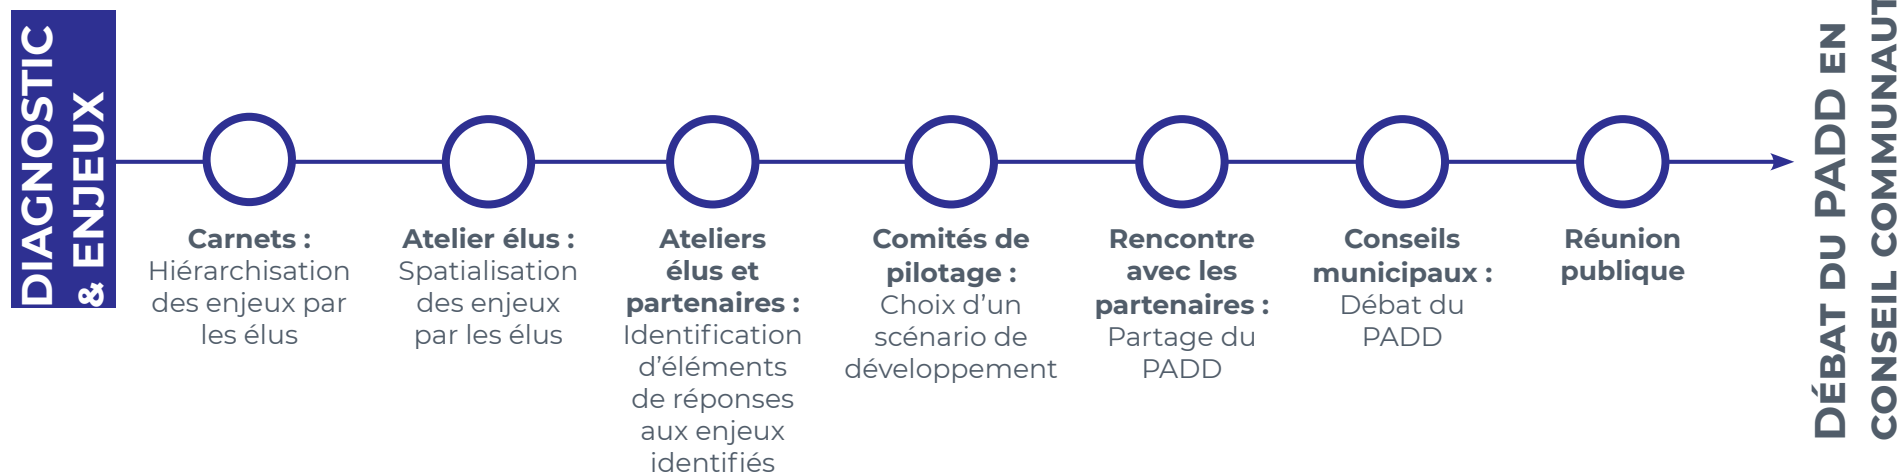 DIAGNOSTIC
& ENJEUX
Carnets :
Hiérarchisation
des enjeux par
les élus
Atelier élus :
Spatialisation
des enjeux
par les élus
Ateliers
élus et
partenaires :
Identification
d’éléments
de réponses
aux enjeux
identifiés
Comités de
pilotage :
Choix d’un
scénario de
développement
Rencontre
avec les
partenaires :
Partage du
PADD
Conseils
municipaux :
Débat du
PADD
Réunion
publique
DÉBAT DU PADD EN
CONSEIL COMMUNAUT